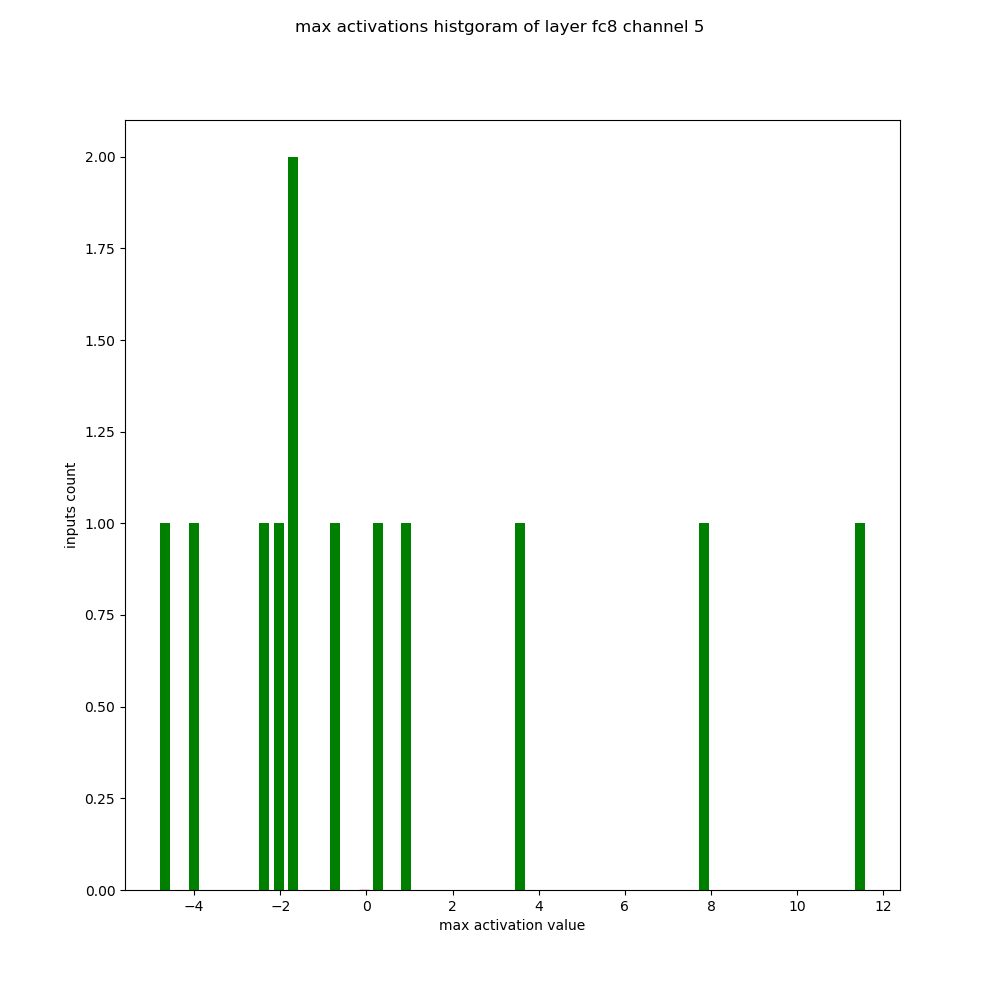 max activations histgoram of layer fc8 channel 5
2.00
1.75
1.50
1.25
1.00
0.75
0.50
0.25
0.00
inputs count
−4 −2 0 2 4 6 8 10 12
max activation value